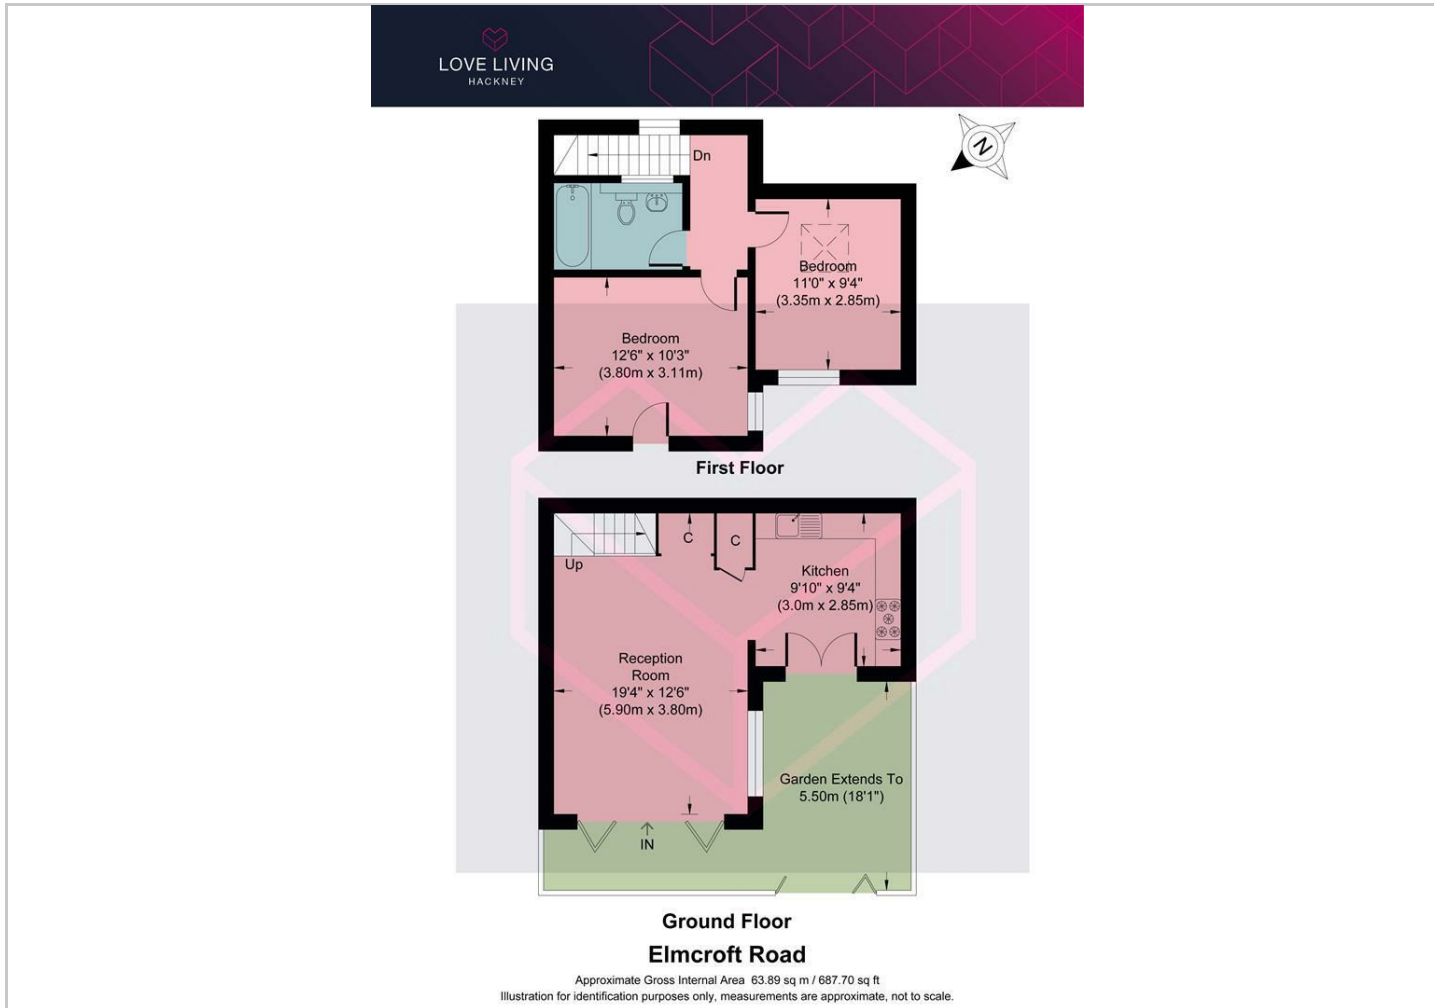 LOVE LIVING
HACKNEY
N
Dn
Bedroom
11'0" x 9'4"
(3.35m x 2.85m)
Bedroom
12'6" x 10'3"
(3.80m x 3.11m)
First Floor
C
C
Up
Kitchen
9'10" x 9'4"
(3.0m x 2.85m)
Reception
Room
19'4" x 12'6"
(5.90m x 3.80m)
Garden Extends To
5.50m (18'1")
IN
Ground Floor
Elmcroft Road
Approximate Gross Internal Area 63.89 sq m / 687.70 sq ft
Illustration for identification purposes only, measurements are approximate, not to scale.